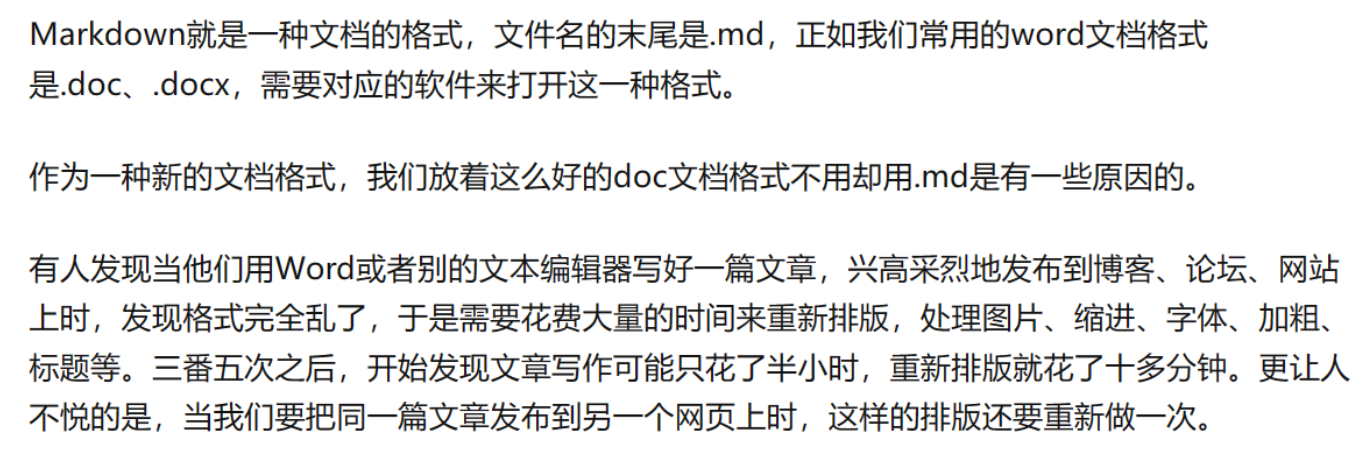 Markdown就是一种文档的格式，文件名的末尾是.md，正如我们常用的word文档格式
是.doc、.docx，需要对应的软件来打开这一种格式。
作为一种新的文档格式，我们放着这么好的doc文档格式不用却用.md是有一些原因的。
有人发现当他们用Word或者别的文本编辑器写好一篇文章，兴高采烈地发布到博客、论坛、网站
上时，发现格式完全乱了，于是需要花费大量的时间来重新排版，处理图片、缩进、字体、加粗、
标题等。三番五次之后，开始发现文章写作可能只花了半小时，重新排版就花了十多分钟。更让人
不悦的是，当我们要把同一篇文章发布到另一个网页上时，这样的排版还要重新做一次。